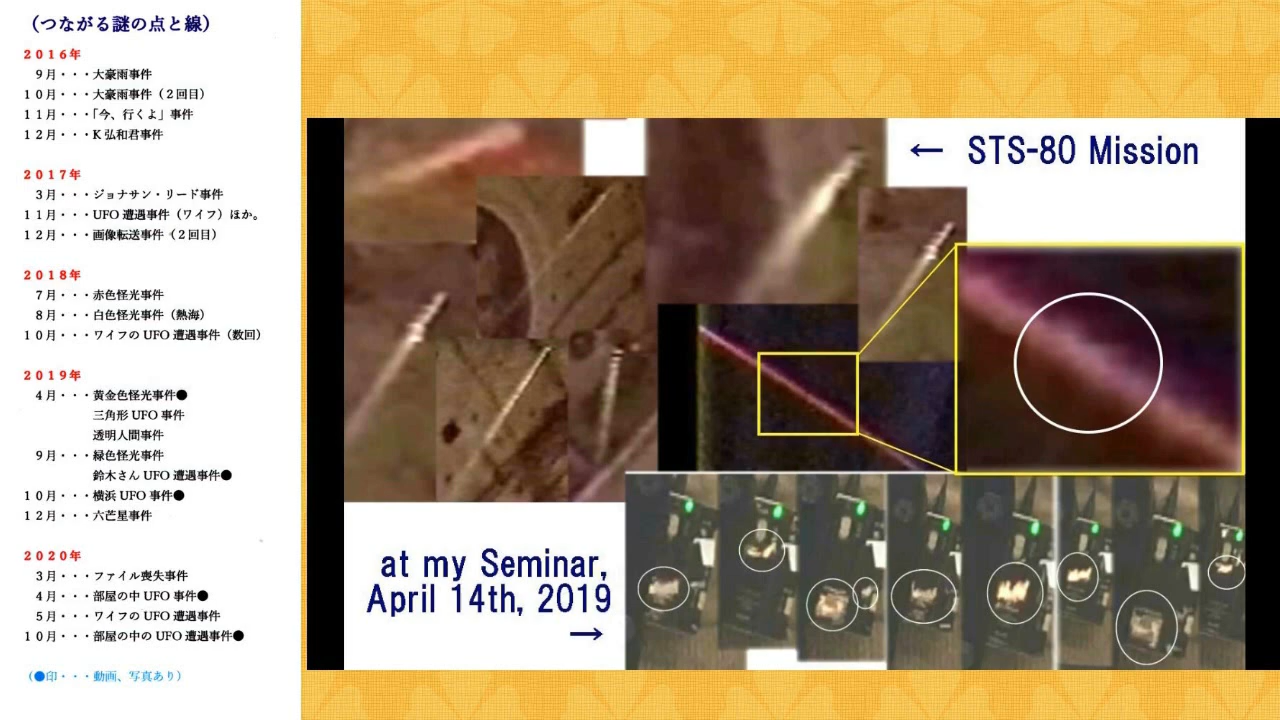 （つながる謎の点と線）
２０１６年
９月・・・大豪雨事件
１０月・・・大豪雨事件（２回目）
１１月・・・「今、行くよ」事件
１２月・・・K 弘和君事件
２０１７年
３月・・・ジョナサン・リード事件
１１月・・・UFO 遭遇事件（ワイフ）ほか。
１２月・・・画像転送事件（２回目）
２０１８年
７月・・・赤色怪光事件
８月・・・白色怪光事件（熱海）
１０月・・・ワイフの UFO 遭遇事件（数回）
２０１９年
４月・・・黄金色怪光事件●
三角形 UFO 事件
透明人間事件
９月・・・緑色怪光事件
鈴木さん UFO 遭遇事件●
１０月・・・横浜 UFO 事件●
１２月・・・六芒星事件
２０２０年
３月・・・ファイル喪失事件
４月・・・部屋の中 UFO 事件●
５月・・・ワイフの UFO 遭遇事件
１０月・・・部屋の中の UFO 遭遇事件●
（●印・・・動画、写真あり）
← STS-80 Mission
at my Seminar,
April 14th, 2019
→